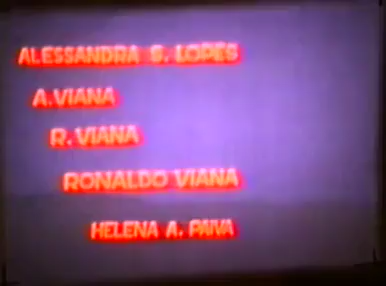 ALESSANDRA S. LOPES
A.VIANA
R.VIANA
RONALDO VIANA
HELENA A. PAIVA